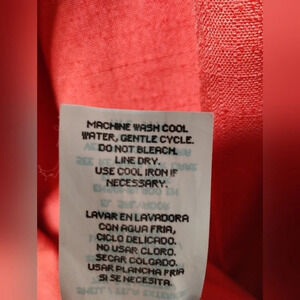 MACHINE WASH COOL
WATER, GENTLE CYCLE.
DO NOT BLEACH.
LINE DRY.
USE COOL IRON IF
NECESSARY.
LAVAR EN LAVADORA
CON AGUA FRIA,
CICLO DELICADO.
NO USAR CLORO.
SECAR COLGADO.
USAR PLANCHA FRIA
SI SE NECESITA.